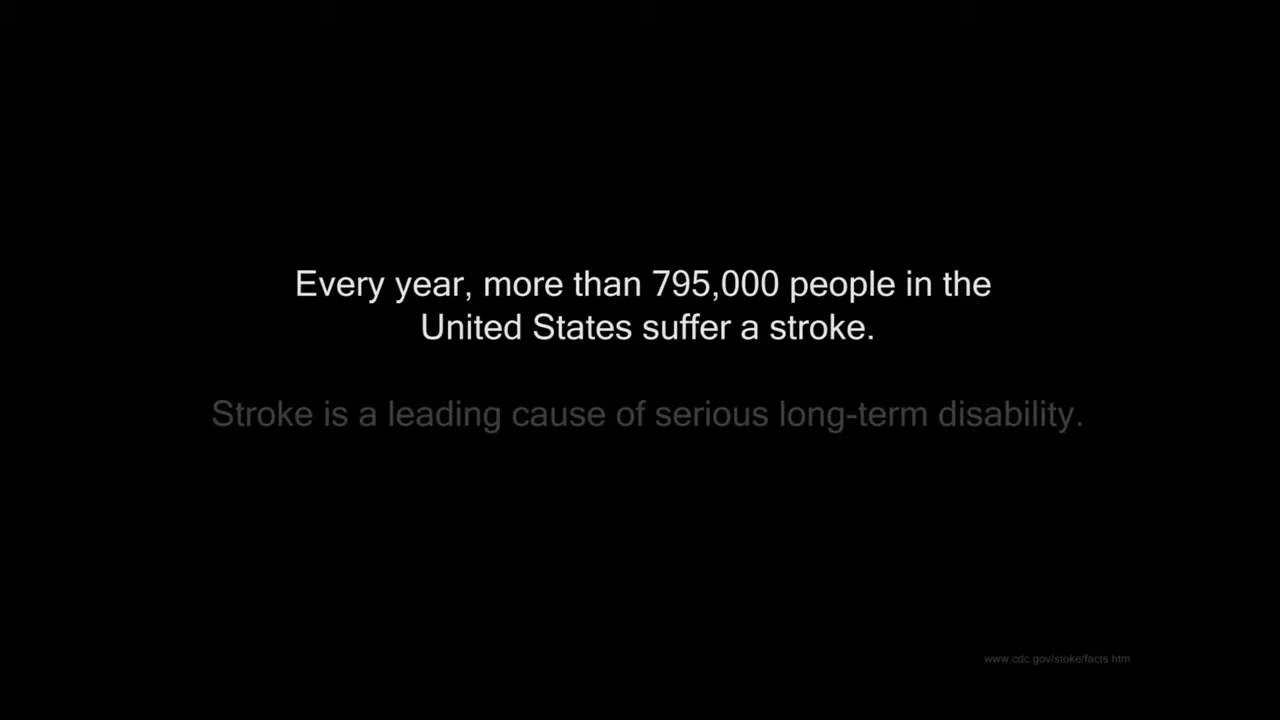 Every year, more than 795,000 people in the
United States suffer a stroke.
Stroke is a leading cause of serious long-term disability.
www.cdc.gov/stoke/facts.htm